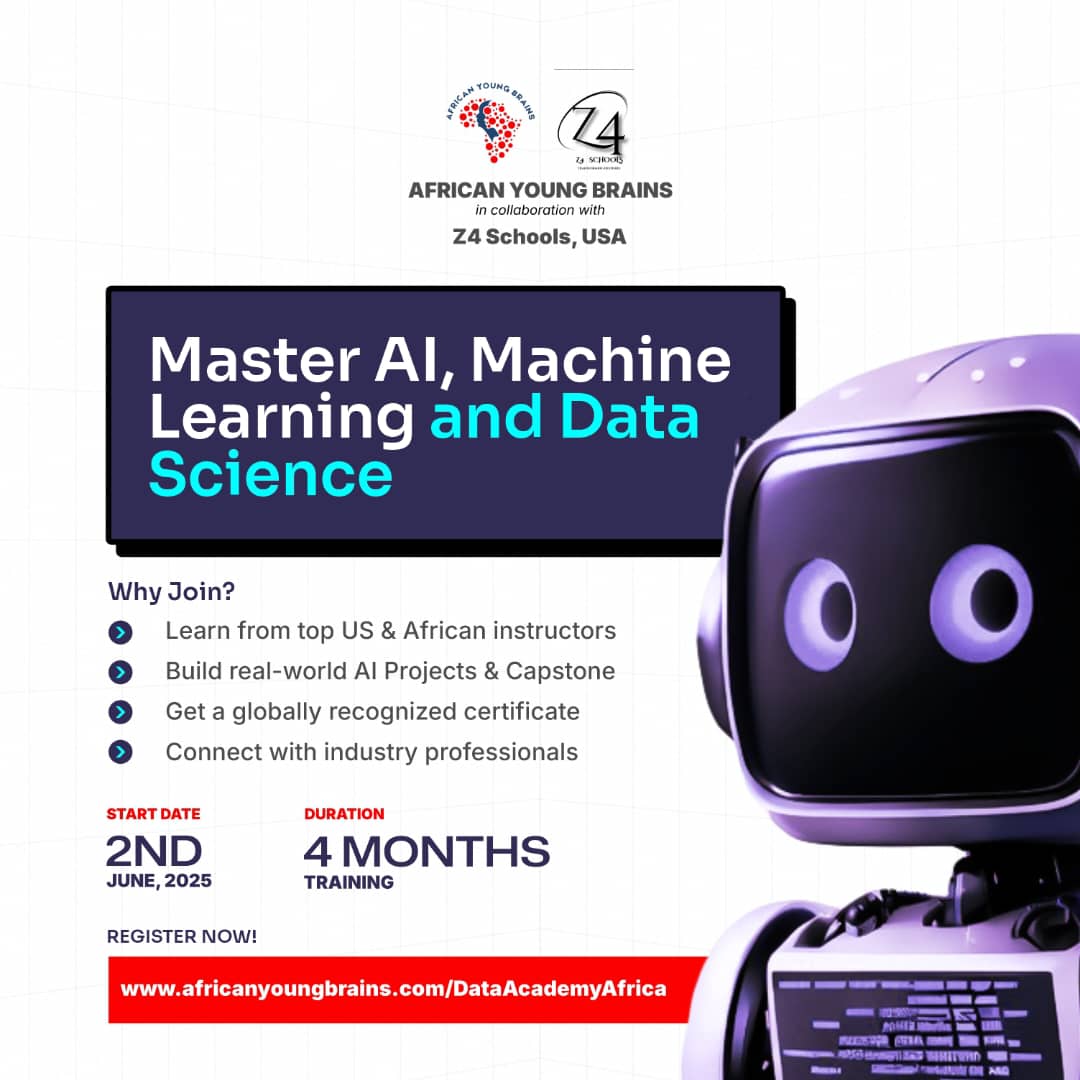 AFRICAN YOUNG BRAINS
Z4
Z4 SCHOOLS
AFRICAN YOUNG BRAINS
in collaboration with
Z4 Schools, USA
Master AI, Machine
Learning and Data
Science
Why Join?
Learn from top US & African instructors
Build real-world AI Projects & Capstone
Get a globally recognized certificate
Connect with industry professionals
START DATE
2ND
JUNE, 2025
DURATION
4 MONTHS
TRAINING
REGISTER NOW!
www.africanyoungbrains.com/DataAcademyAfrica